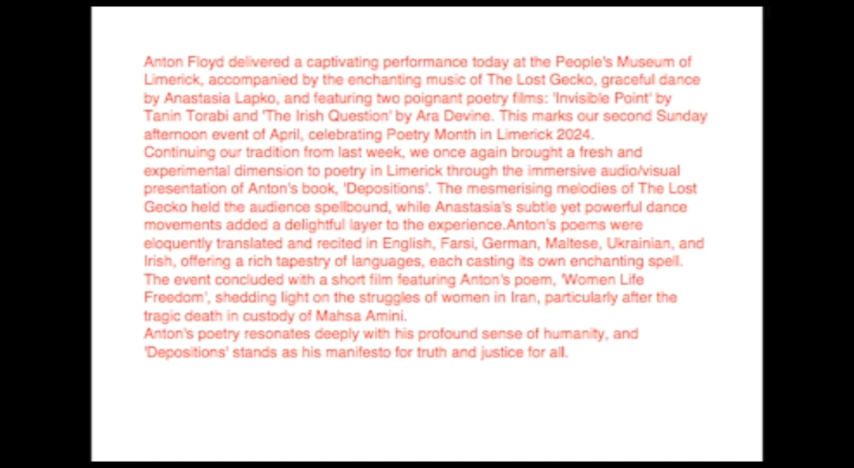 Anton Floyd delivered a captivating performance today at the People's Museum of
Limerick, accompanied by the enchanting music of The Lost Gecko, graceful dance
by Anastasia Lapko, and featuring two poignant poetry films: 'Invisible Point' by
Tanin Torabi and 'The Irish Question' by Ara Devine. This marks our second Sunday
afternoon event of April, celebrating Poetry Month in Limerick 2024.
Continuing our tradition from last week, we once again brought a fresh and
experimental dimension to poetry in Limerick through the immersive audio/visual
presentation of Anton's book, 'Depositions'. The mesmerising melodies of The Lost
Gecko held the audience spellbound, while Anastasia's subtle yet powerful dance
movements added a delightful layer to the experience.Anton's poems were
eloquently translated and recited in English, Farsi, German, Maltese, Ukrainian, and
Irish, offering a rich tapestry of languages, each casting its own enchanting spell.
The event concluded with a short film featuring Anton's poem, 'Women Life
Freedom', shedding light on the struggles of women in Iran, particularly after the
tragic death in custody of Mahsa Amini.
Anton's poetry resonates deeply with his profound sense of humanity, and
'Depositions' stands as his manifesto for truth and justice for all.